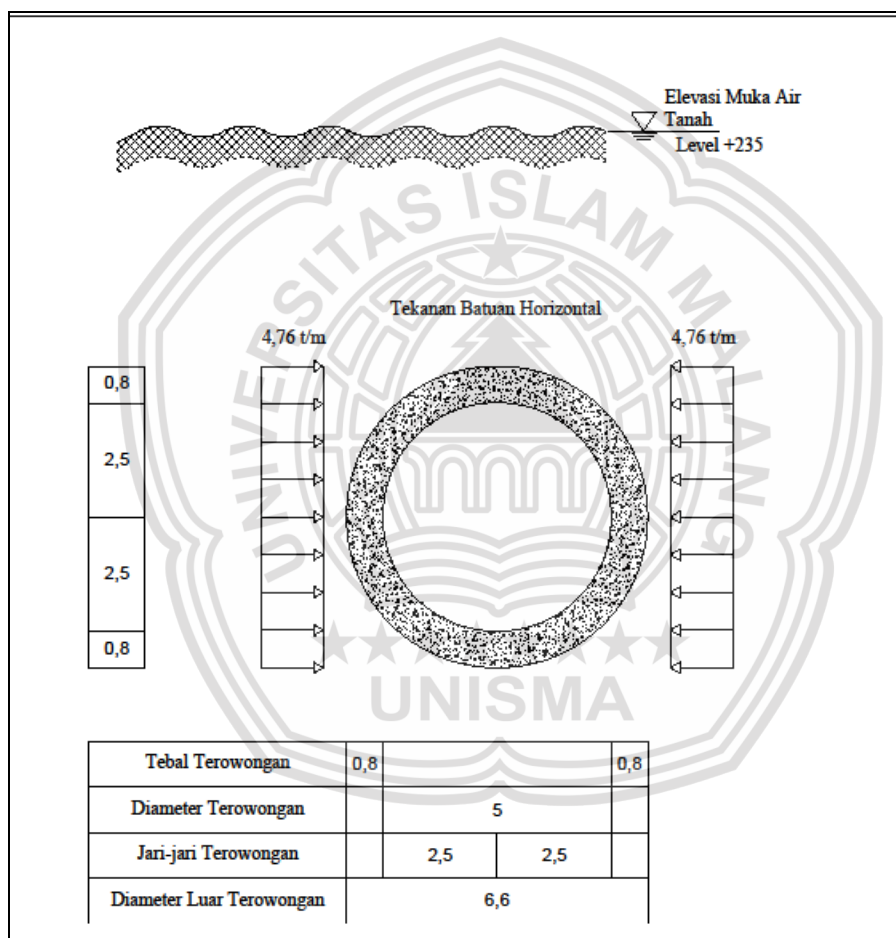 Elevasi Muka Air
Tanah
Level +235
UNIVERSITAS ISLAM MALANG
Tekanan Batuan Horizontal
4,76 t/m 4,76 t/m
0,8
2,5
2,5
0,8
UNISMA
Tebal Terowongan 0,8 0,8
Diameter Terowongan 5
Jari-jari Terowongan 2,5 2,5
Diameter Luar Terowongan 6,6